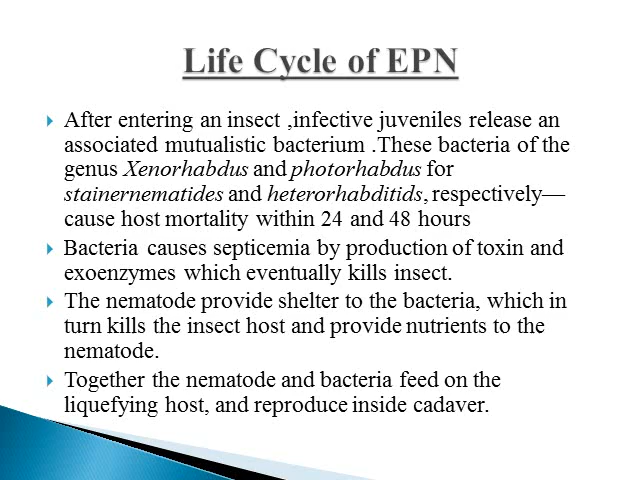 Life Cycle of EPN
After entering an insect ,infective juveniles release an
associated mutualistic bacterium .These bacteria of the
genus Xenorhabdus and photorhabdus for
stainernematides and heterorhabditids, respectively—
cause host mortality within 24 and 48 hours
Bacteria causes septicemia by production of toxin and
exoenzymes which eventually kills insect.
The nematode provide shelter to the bacteria, which in
turn kills the insect host and provide nutrients to the
nematode.
Together the nematode and bacteria feed on the
liquefying host, and reproduce inside cadaver.